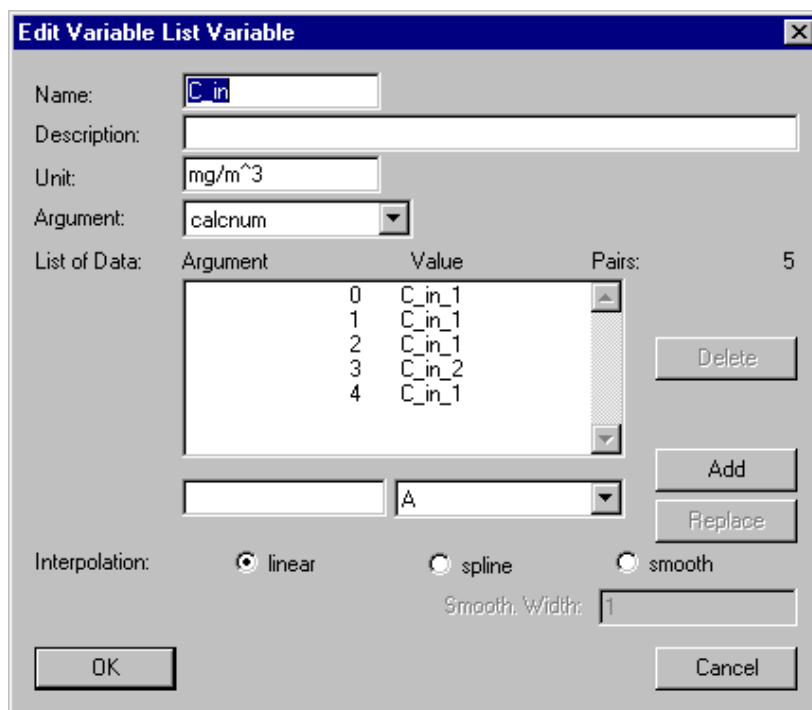 Edit Variable List Variable
Name: C_in
Description:
Unit: mg/m^3
Argument: calcnum
List of Data: Argument Value Pairs: 5
0 C_in_1
1 C_in_1
2 C_in_1
3 C_in_2
4 C_in_1
Delete
Add
A
Replace
Interpolation: linear spline smooth
Smooth. Width: 1
OK Cancel